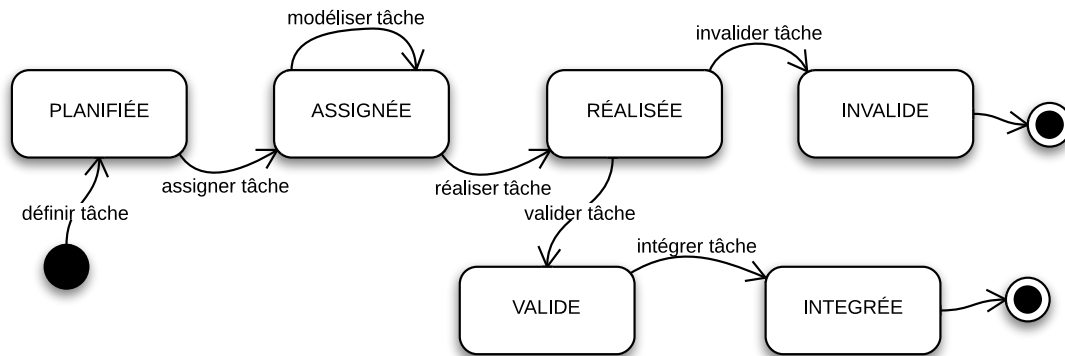 modéliser tâche
invalider tâche
PLANIFIÉE
ASSIGNÉE
RÉALISÉE
INVALIDE
assigner tâche
réaliser tâche
définir tâche
valider tâche
intégrer tâche
VALIDE
INTEGRÉE